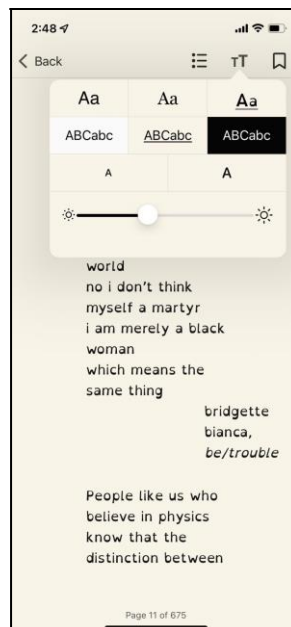 2:48
Back
TT
Aa Aa Aa
ABCabc ABCabc ABCabc
A A
world
no i don't think
myself a martyr
i am merely a black
woman
which means the
same thing
bridgette
bianca,
be/trouble
People like us who
believe in physics
know that the
distinction between
Page 11 of 675